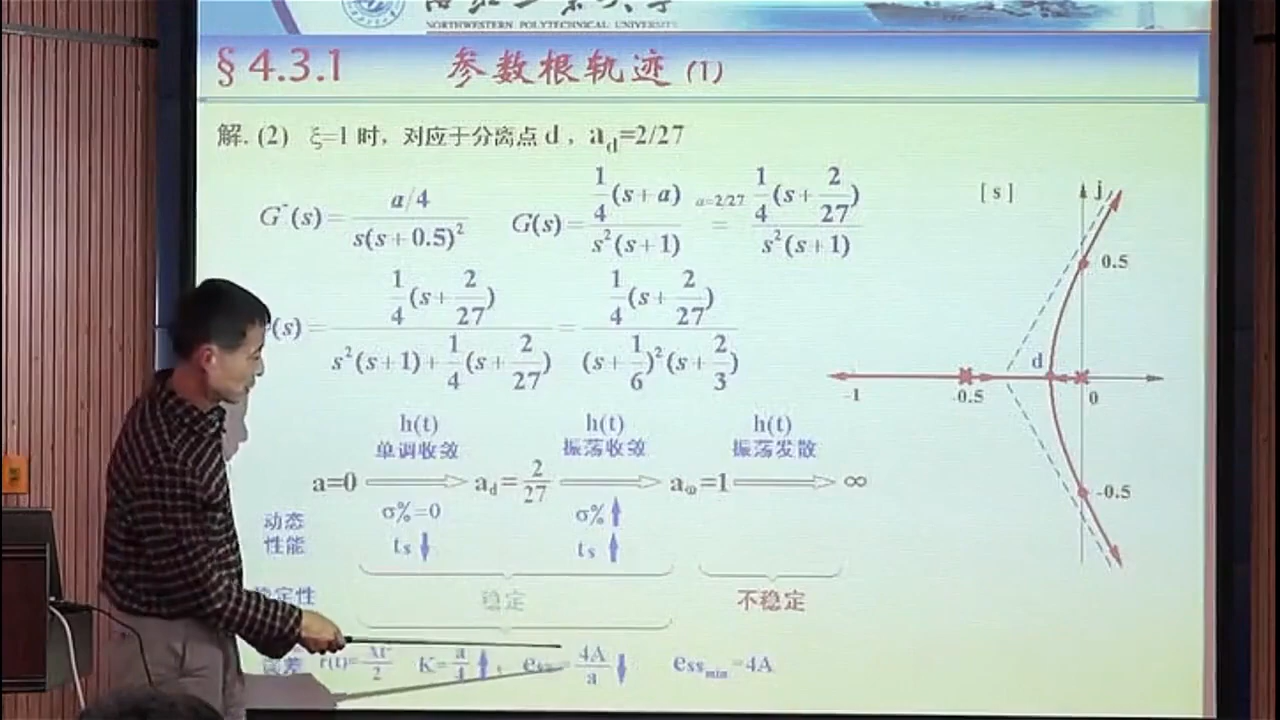 NORTHWESTERN POLYTECHNICAL UNIVERSITY
§ 4.3.1 参数根轨迹 (1)
解. (2) ξ=1 时，对应于分离点 d，a_d=2/27
G*(s) = (a/4) / (s(s+0.5)²) G(s) = (1/4 (s+a)) / (s²(s+1)) a=2/27 = (1/4 (s+2/27)) / (s²(s+1))
(s) = (1/4 (s+2/27)) / (s²(s+1)+1/4 (s+2/27)) = (1/4 (s+2/27)) / ((s+1/6)²(s+2/3))
[s] j
0.5
d
-1 -0.5 0
-0.5
h(t) h(t) h(t)
单调收敛 振荡收敛 振荡发散
a=0 ⇒ a_d=2/27 ⇒ a_ω=1 ⇒ ∞
动态 σ%=0 σ%↑
性能 ts↓ ts↑
稳定性 稳定 不稳定
误差 r(t)=At²/2 K=a/4↑， e_ss=4A/a↓ e_ss min=4A